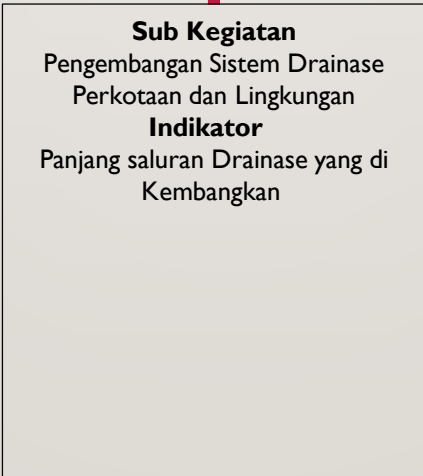 Sub Kegiatan
Pengembangan Sistem Drainase
Perkotaan dan Lingkungan
Indikator
Panjang saluran Drainase yang di
Kembangkan